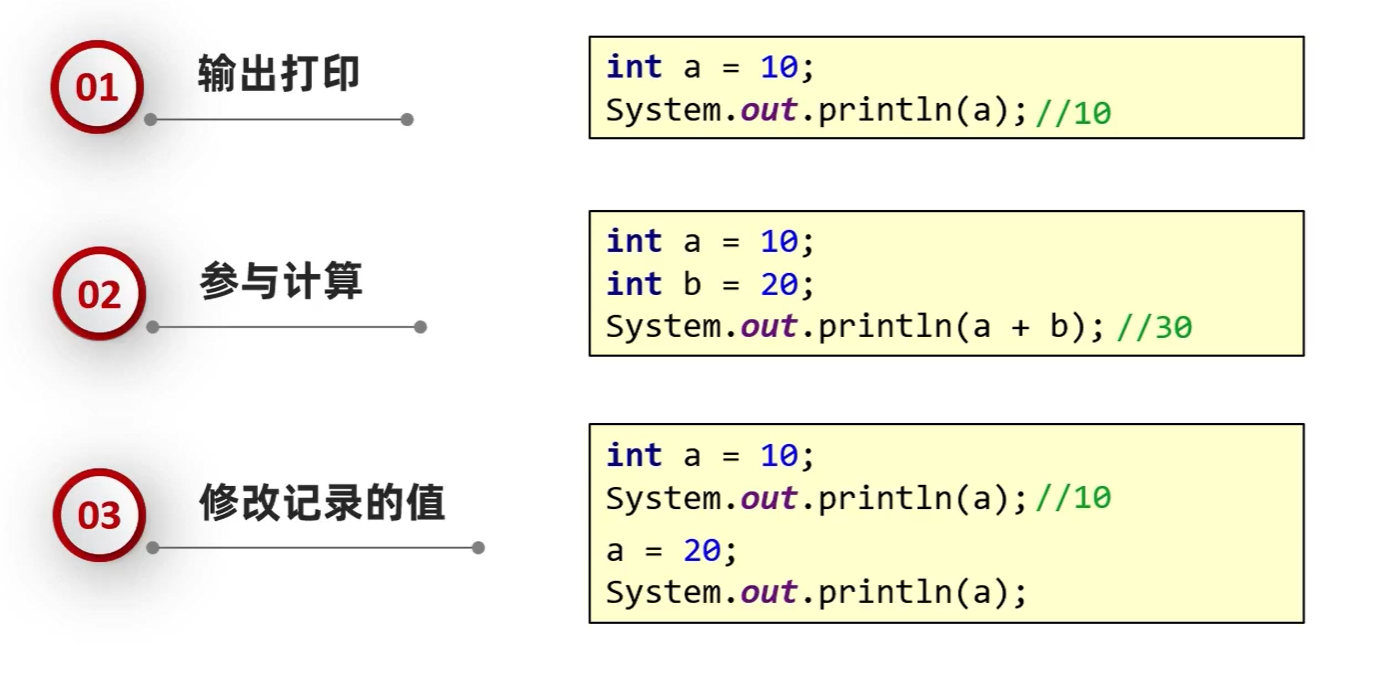 01
输出打印
int a = 10;
System.out.println(a); //10
02
参与计算
int a = 10;
int b = 20;
System.out.println(a + b); //30
03
修改记录的值
int a = 10;
System.out.println(a); //10
a = 20;
System.out.println(a);